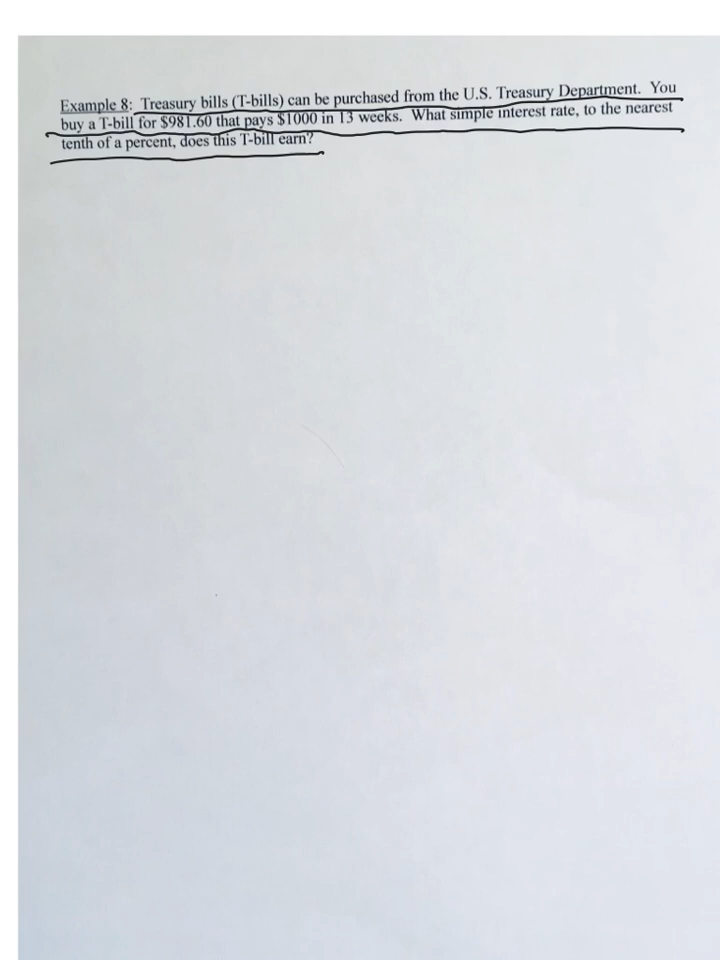 Example 8: Treasury bills (T-bills) can be purchased from the U.S. Treasury Department. You
buy a T-bill for $981.60 that pays $1000 in 13 weeks. What simple interest rate, to the nearest
tenth of a percent, does this T-bill earn?